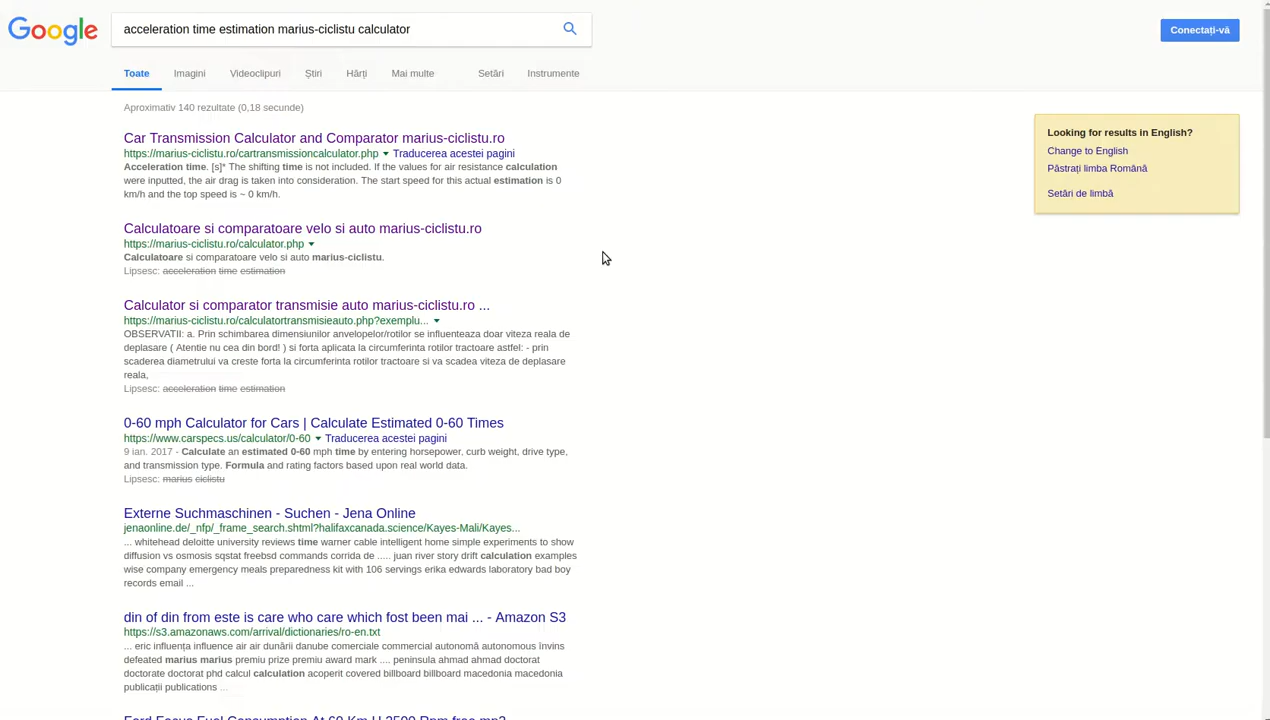 Google
acceleration time estimation marius-ciclistu calculator
Conectați-vă
Toate Imagini Videoclipuri Știri Hărți Mai multe Setări Instrumente
Aproximativ 140 rezultate (0,18 secunde)
Car Transmission Calculator and Comparator marius-ciclistu.ro
https://marius-ciclistu.ro/cartransmissioncalculator.php Traducerea acestei pagini
Acceleration time. [s]* The shifting time is not included. If the values for air resistance calculation
were inputted, the air drag is taken into consideration. The start speed for this actual estimation is 0
km/h and the top speed is ~ 0 km/h.
Calculatoare si comparatoare velo si auto marius-ciclistu.ro
https://marius-ciclistu.ro/calculator.php
Calculatoare si comparatoare velo si auto marius-ciclistu.
Lipsesc: acceleration time estimation
Calculator si comparator transmisie auto marius-ciclistu.ro ...
https://marius-ciclistu.ro/calculatortransmisieauto.php?exemplu...
OBSERVATII: a. Prin schimbarea dimensiunilor anvelopelor/rotilor se influenteaza doar viteza reala de
deplasare ( Atentie nu cea din bord! ) si forta aplicata la circumferinta rotilor tractoare astfel: - prin
scaderea diametrului va creste forta la circumferinta rotilor tractoare si va scadea viteza de deplasare
reala,
Lipsesc: acceleration time estimation
0-60 mph Calculator for Cars | Calculate Estimated 0-60 Times
https://www.carspecs.us/calculator/0-60 Traducerea acestei pagini
9 ian. 2017 - Calculate an estimated 0-60 mph time by entering horsepower, curb weight, drive type,
and transmission type. Formula and rating factors based upon real world data.
Lipsesc: marius ciclistu
Externe Suchmaschinen - Suchen - Jena Online
jenaonline.de/_nfp/_frame_search.shtml?halifaxcanada.science/Kayes-Mali/Kayes...
... whitehead deloitte university reviews time warner cable intelligent home simple experiments to show
diffusion vs osmosis sqstat freebsd commands corrida de ..... juan river story drift calculation examples
wise company emergency meals preparedness kit with 106 servings erika edwards laboratory bad boy
records email ...
din of din from este is care who care which fost been mai ... - Amazon S3
https://s3.amazonaws.com/arrival/dictionaries/ro-en.txt
... eric influența influence air air dunării danube comerciale commercial autonomă autonomous învins
defeated marius marius premiu prize premiu award mark .... peninsula ahmad ahmad doctorat
doctorate doctorat phd calcul calculation acoperit covered billboard billboard macedonia macedonia
publicații publications ...
Ford Focus Fuel Consumption At 60 Km H 2500 Rpm free mp3
Looking for results in English?
Change to English
Păstrați limba Română
Setări de limbă